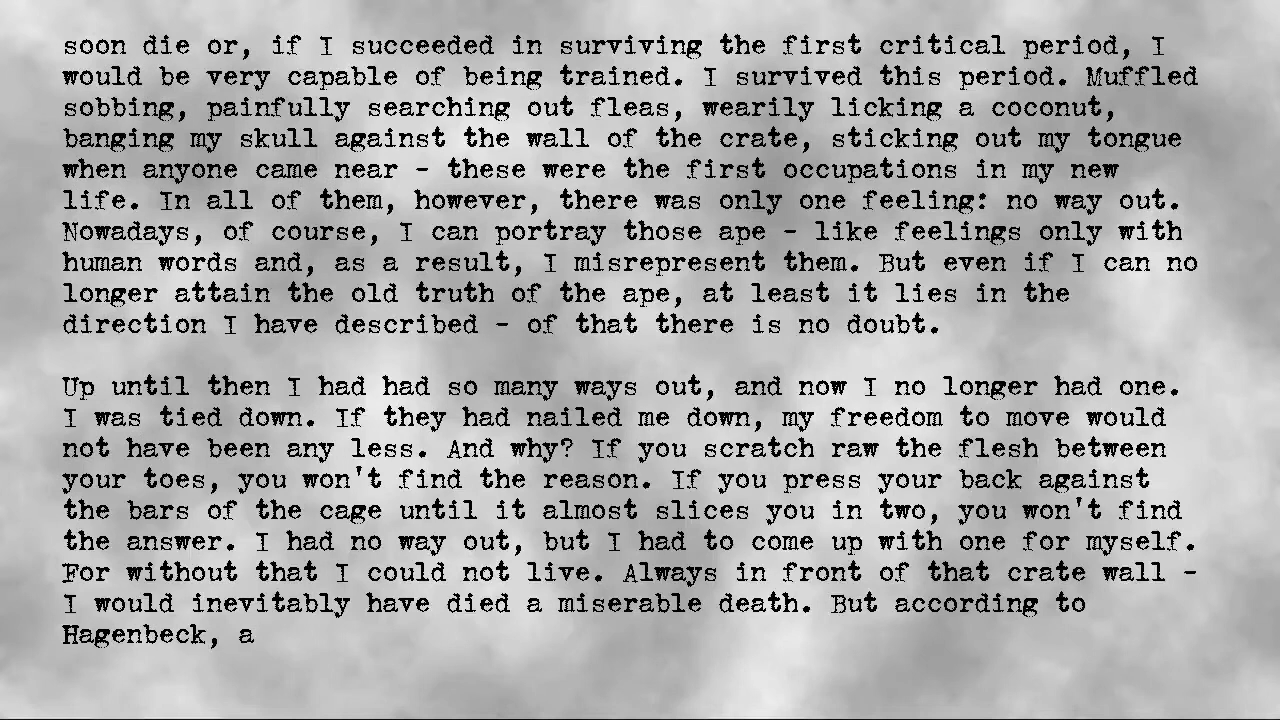 soon die or, if I succeeded in surviving the first critical period, I
would be very capable of being trained. I survived this period. Muffled
sobbing, painfully searching out fleas, wearily licking a coconut,
banging my skull against the wall of the crate, sticking out my tongue
when anyone came near - these were the first occupations in my new
life. In all of them, however, there was only one feeling: no way out.
Nowadays, of course, I can portray those ape - like feelings only with
human words and, as a result, I misrepresent them. But even if I can no
longer attain the old truth of the ape, at least it lies in the
direction I have described - of that there is no doubt.
Up until then I had had so many ways out, and now I no longer had one.
I was tied down. If they had nailed me down, my freedom to move would
not have been any less. And why? If you scratch raw the flesh between
your toes, you won't find the reason. If you press your back against
the bars of the cage until it almost slices you in two, you won't find
the answer. I had no way out, but I had to come up with one for myself.
For without that I could not live. Always in front of that crate wall -
I would inevitably have died a miserable death. But according to
Hagenbeck, a